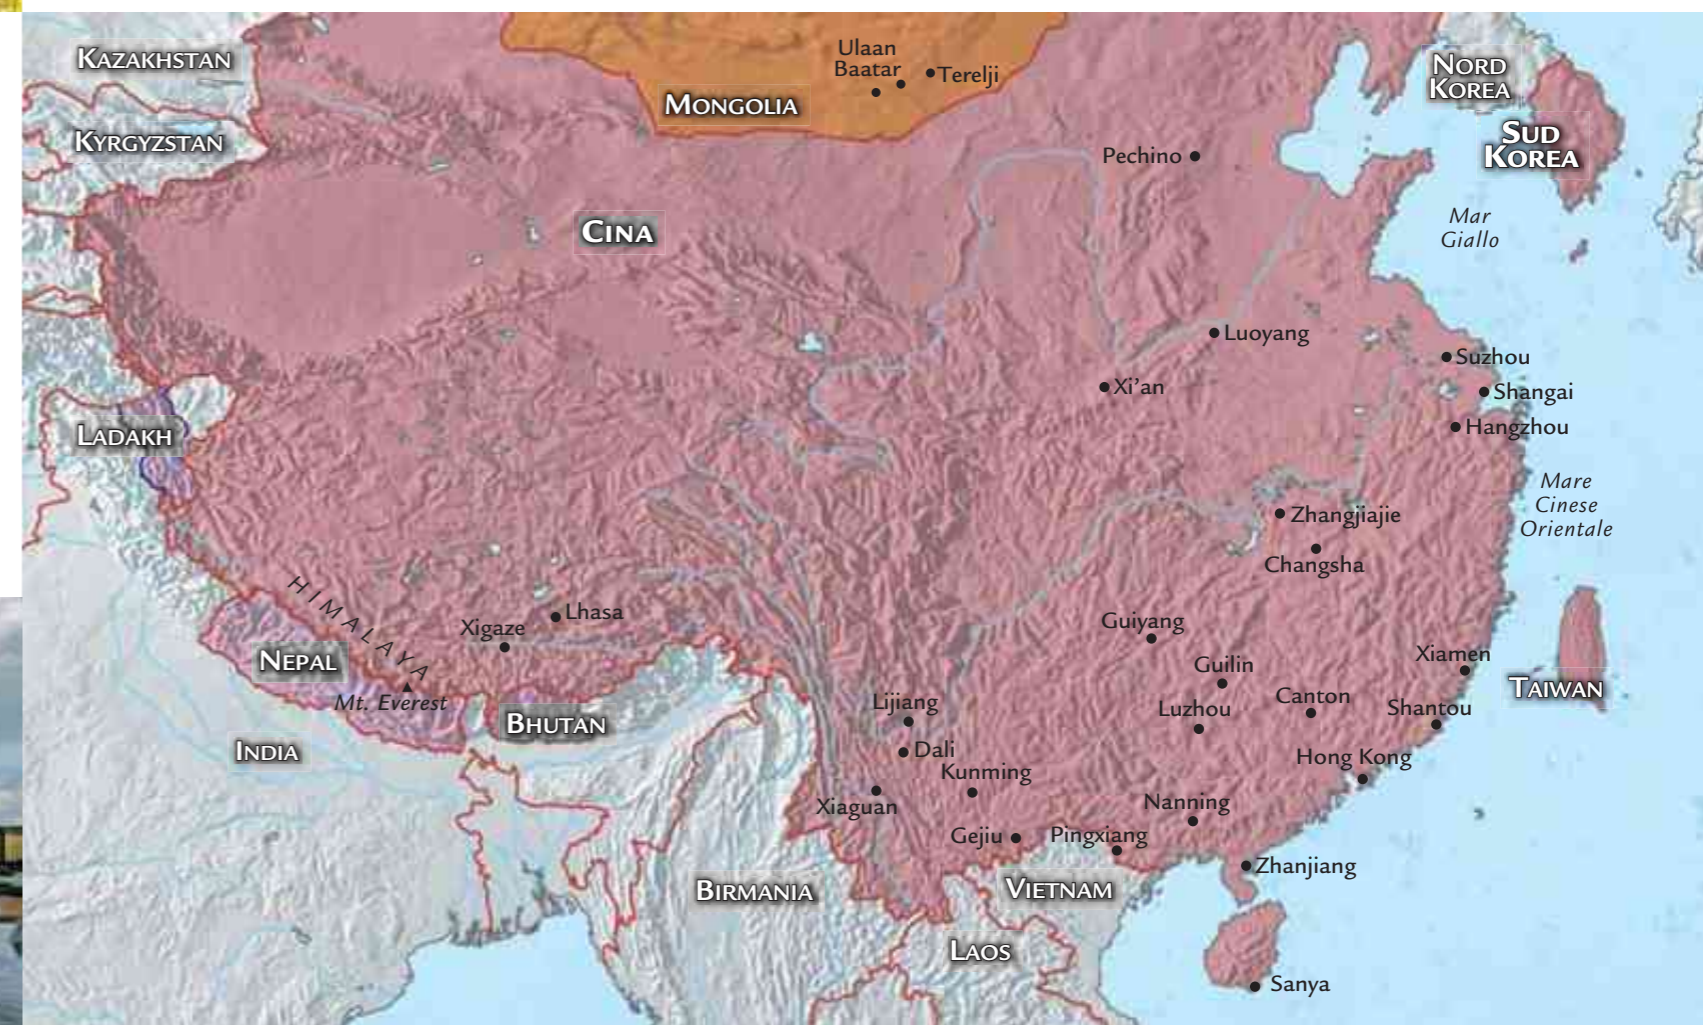 KAZAKHSTAN
KYRGYZSTAN
Ulaan
Baatar
Terelji
MONGOLIA
NORD
KOREA
SUD
KOREA
Pechino
CINA
Mar
Giallo
Luoyang
Suzhou
Xi'an
Shangai
Hangzhou
LADAKH
Mare
Cinese
Orientale
Zhangjiajie
Changsha
HIMALAYA
Lhasa
Xigaze
Guiyang
NEPAL
Guilin
Xiamen
Mt. Everest
TAIWAN
Lijiang
Luzhou
Canton
Shantou
BHUTAN
INDIA
Dali
Hong Kong
Kunming
Xiaguan
Nanning
Gejiu
Pingxiang
Zhanjiang
BIRMANIA
VIETNAM
LAOS
Sanya